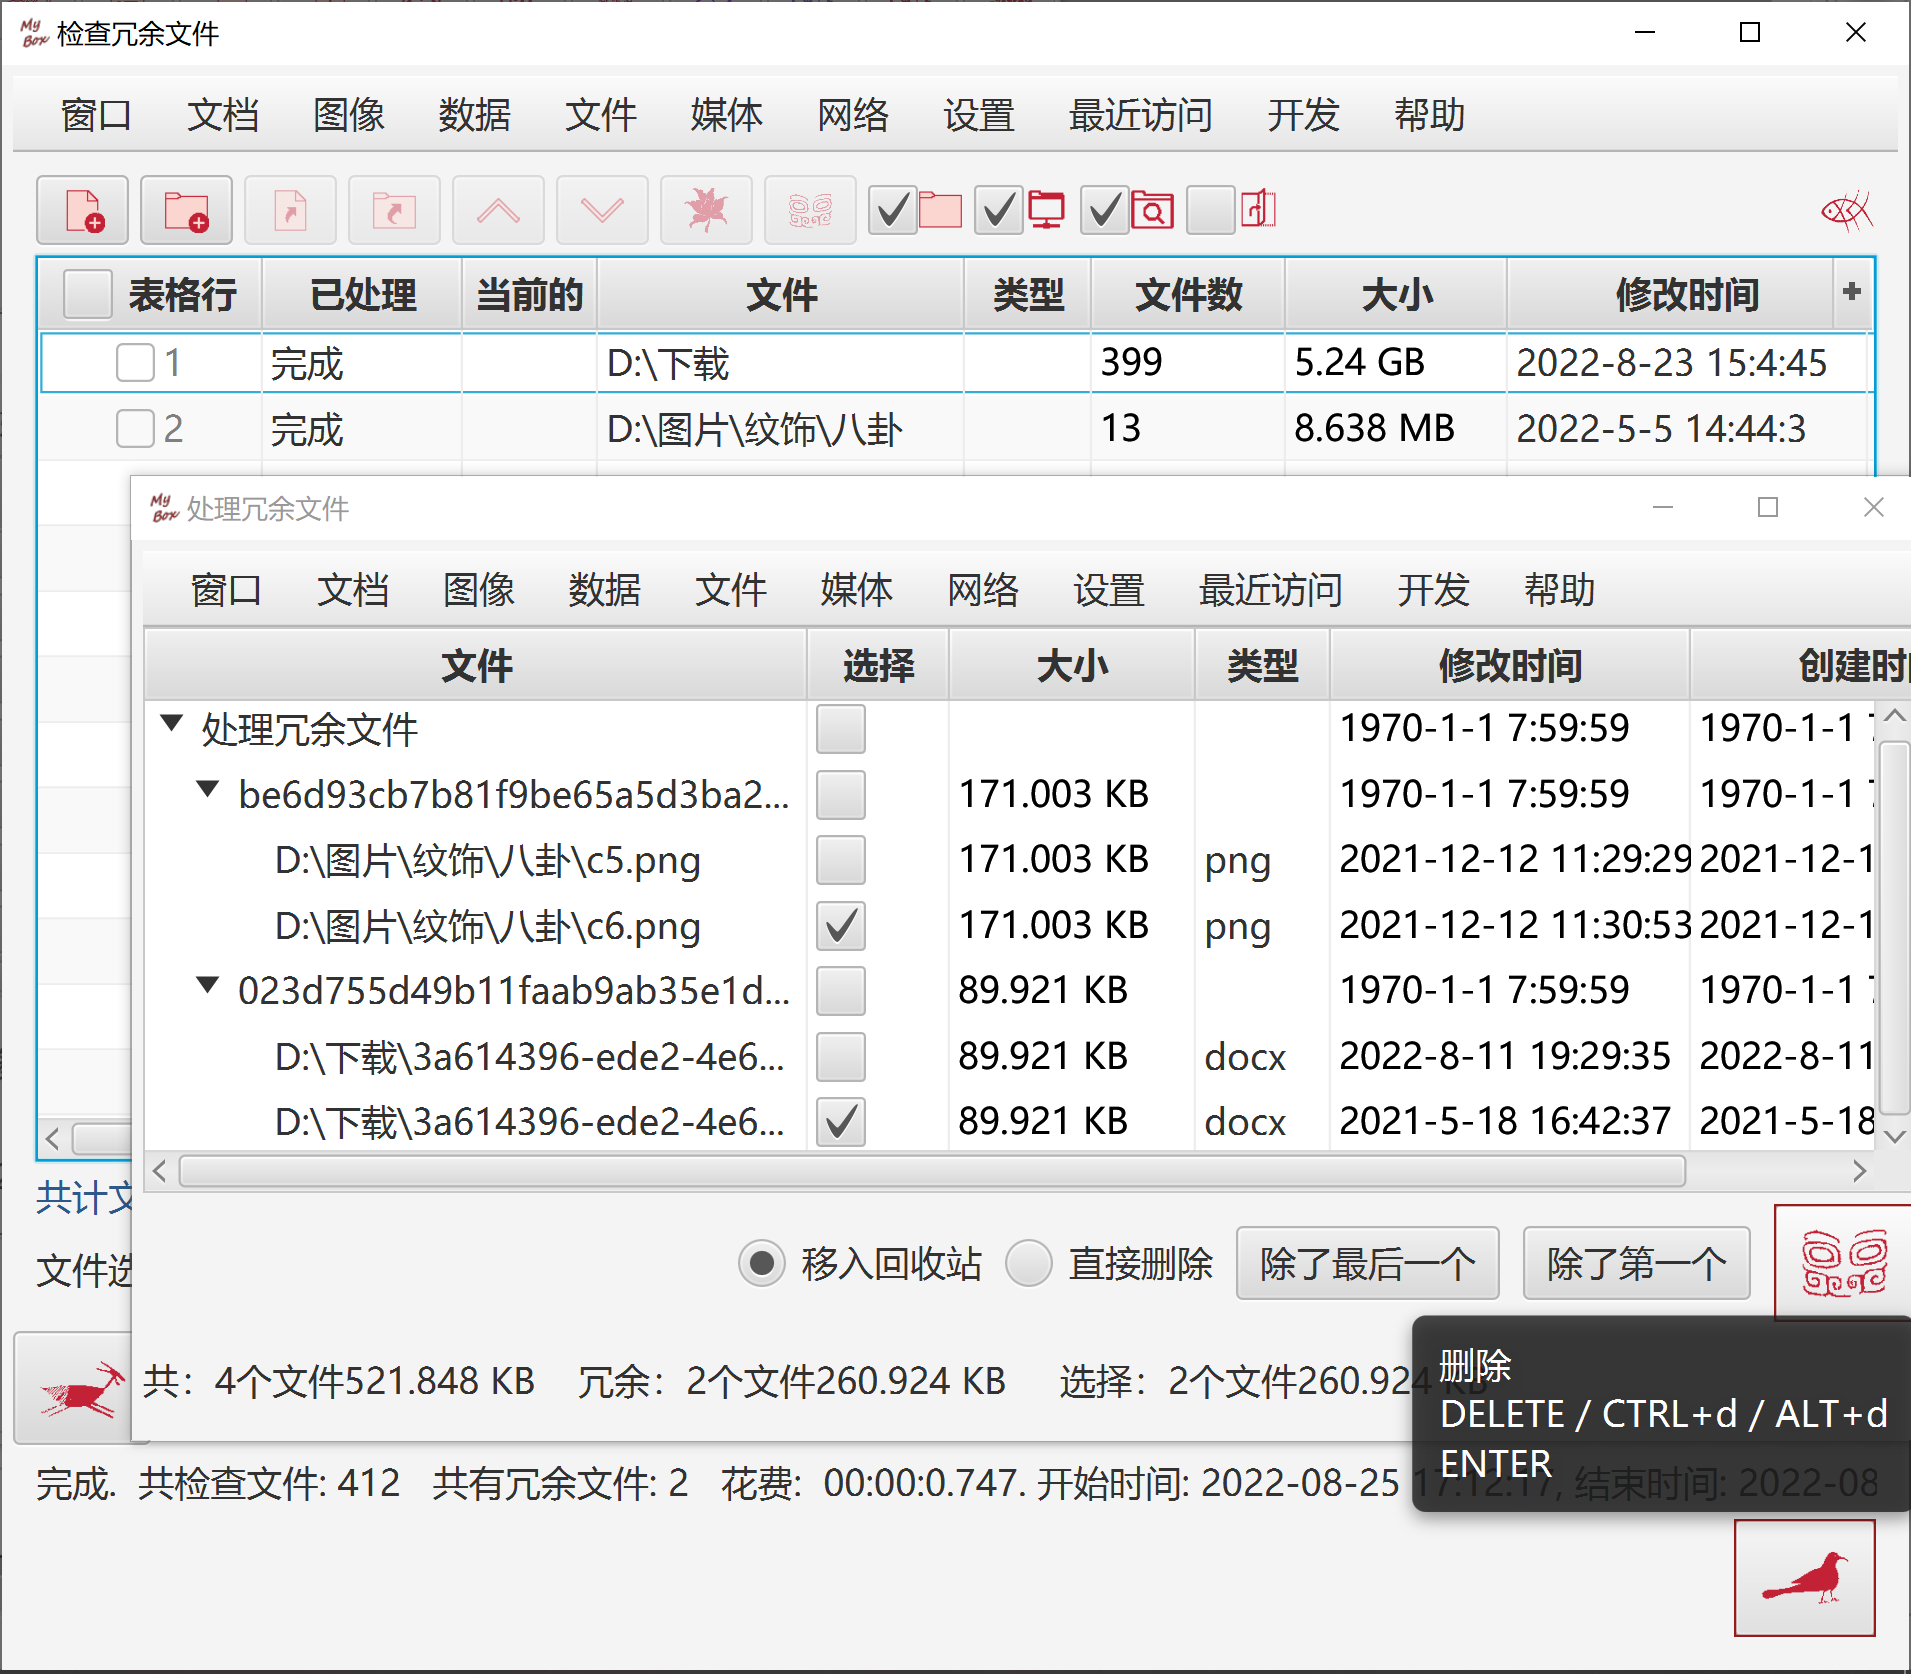 My Box 检查冗余文件
窗口 文档 图像 数据 文件 媒体 网络 设置 最近访问 开发 帮助
表格行 已处理 当前的 文件 类型 文件数 大小 修改时间 +
1 完成 D:\下载 399 5.24 GB 2022-8-23 15:4:45
2 完成 D:\图片\纹饰\八卦 13 8.638 MB 2022-5-5 14:44:3
My Box 处理冗余文件
窗口 文档 图像 数据 文件 媒体 网络 设置 最近访问 开发 帮助
文件 选择 大小 类型 修改时间 创建时
处理冗余文件 1970-1-1 7:59:59 1970-1-1
be6d93cb7b81f9be65a5d3ba2... 171.003 KB 1970-1-1 7:59:59 1970-1-1
D:\图片\纹饰\八卦\c5.png 171.003 KB png 2021-12-12 11:29:29 2021-12-1
D:\图片\纹饰\八卦\c6.png 171.003 KB png 2021-12-12 11:30:53 2021-12-1
023d755d49b11faab9ab35e1d... 89.921 KB 1970-1-1 7:59:59 1970-1-1
D:\下载\3a614396-ede2-4e6... 89.921 KB docx 2022-8-11 19:29:35 2022-8-11
D:\下载\3a614396-ede2-4e6... 89.921 KB docx 2021-5-18 16:42:37 2021-5-18
共计文
移入回收站 直接删除 除了最后一个 除了第一个
文件选
删除
DELETE / CTRL+d / ALT+d
ENTER
共：4个文件521.848 KB 冗余：2个文件260.924 KB 选择：2个文件260.924 KB
完成. 共检查文件: 412 共有冗余文件: 2 花费: 00:00:0.747. 开始时间: 2022-08-25 17:12:17, 结束时间: 2022-08